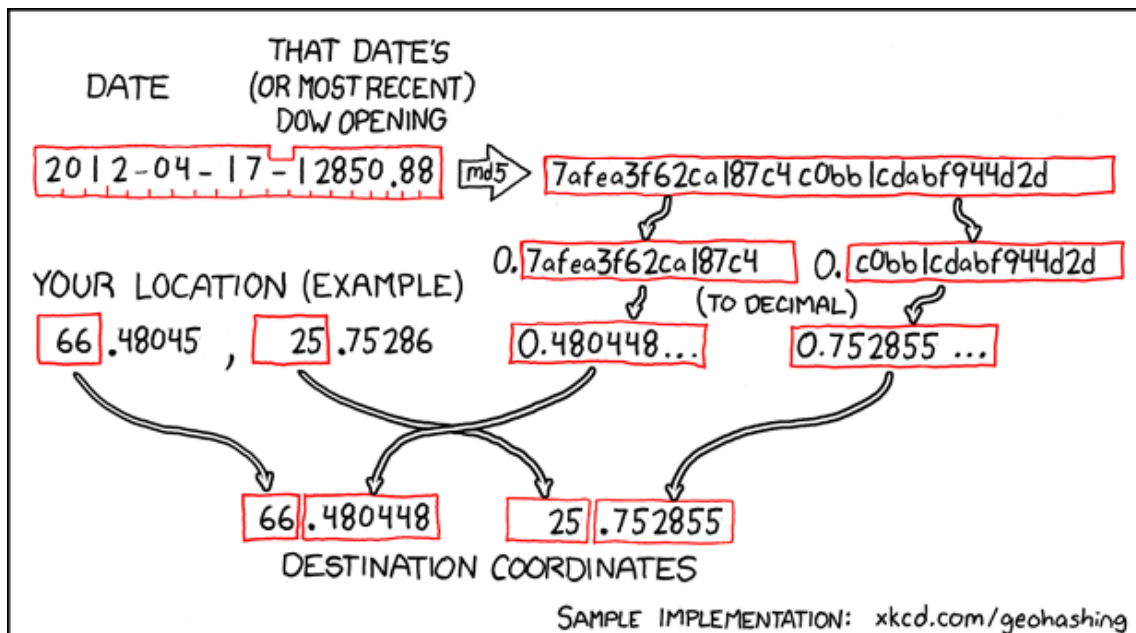 DATE
THAT DATE'S
(OR MOST RECENT)
DOW OPENING
2012-04-17-12850.88
md5
7afea3f62ca187c4c0bb1cdabf944d2d
0.7afea3f62ca187c4
0.c0bb1cdabf944d2d
(TO DECIMAL)
YOUR LOCATION (EXAMPLE)
66.48045, 25.75286
0.480448...
0.752855...
66.480448
25.752855
DESTINATION COORDINATES
SAMPLE IMPLEMENTATION: xkcd.com/geohashing